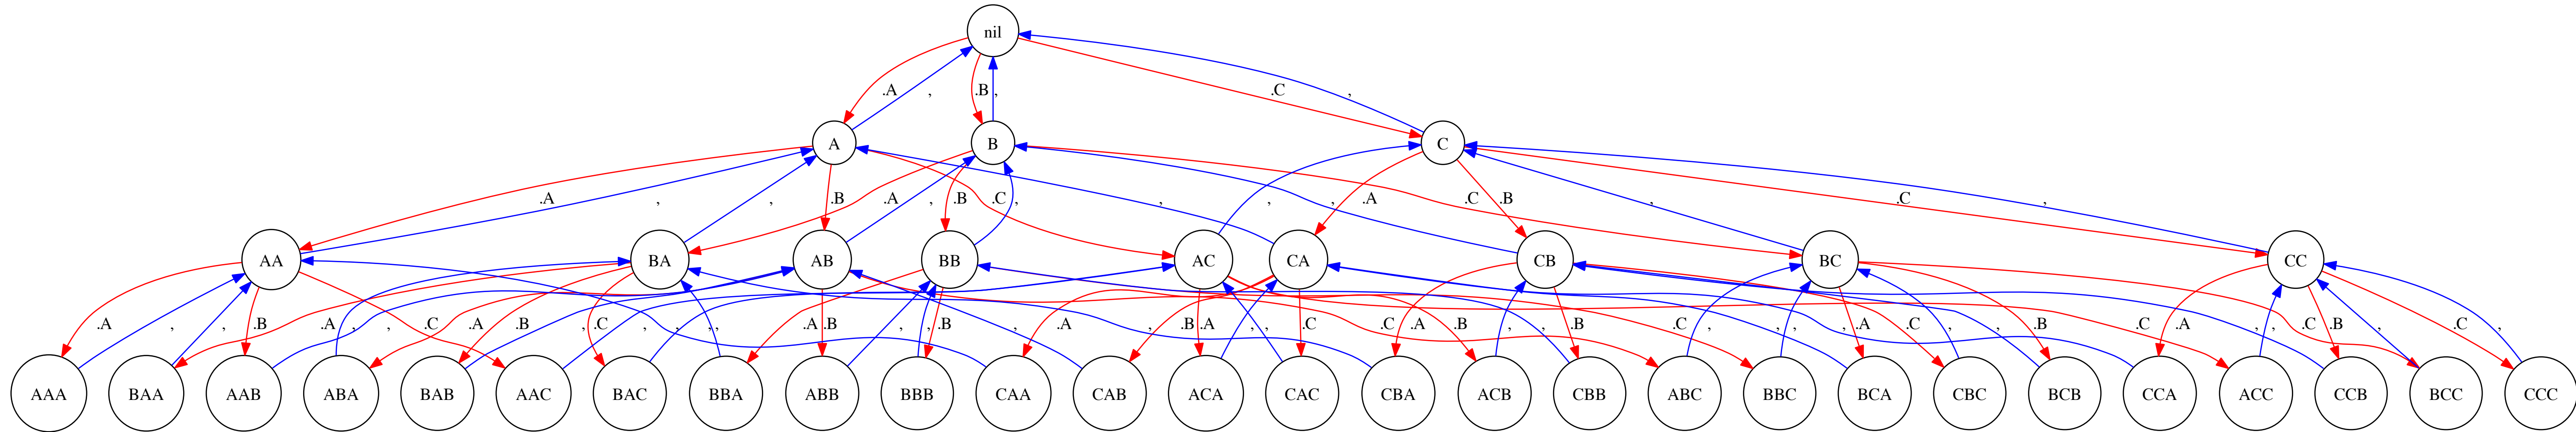 nil
.A , .B , .C ,
A B C
.A , , .B .A , .B , .C , , .C .A .B , .C ,
AA BA AB BB AC CA CB BC CC
.A , , .B .A .C , , .A .B .C , , , , .A .B , , .B .A , .C , .A .B .A , , .C .C .A .B , , .B .C , , .A , .C , , .B .A , .C , .C .B , .C ,
AAA BAA AAB ABA BAB AAC BAC BBA ABB BBB CAA CAB ACA CAC CBA ACB CBB ABC BBC BCA CBC BCB CCA ACC CCB BCC CCC